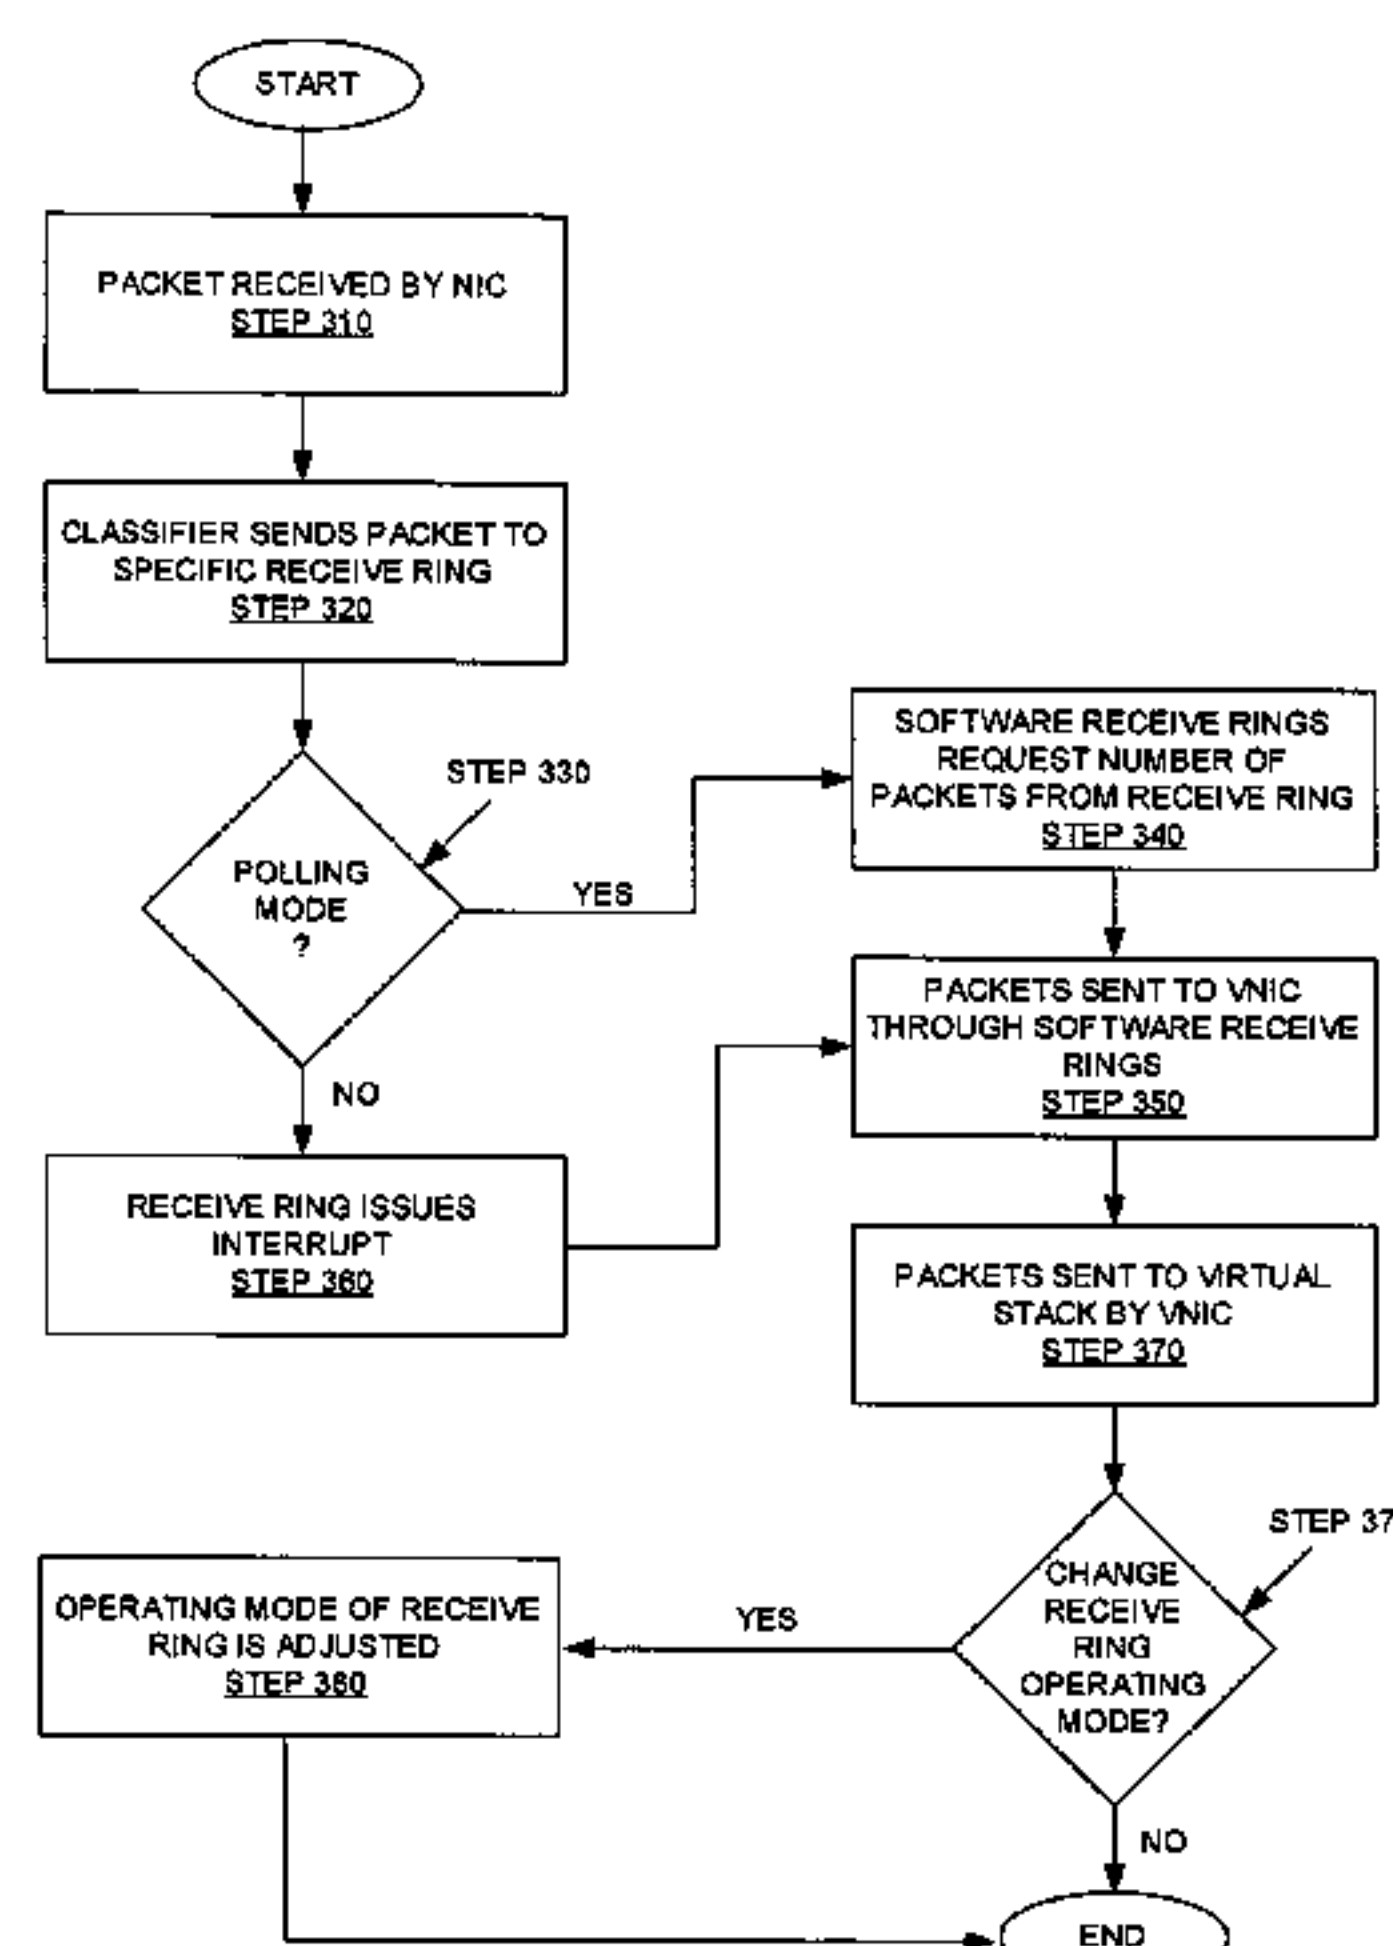 START
PACKET RECEIVED BY NIC
STEP 310
CLASSIFIER SENDS PACKET TO
SPECIFIC RECEIVE RING
STEP 320
STEP 330
POLLING
MODE
?
YES
NO
SOFTWARE RECEIVE RINGS
REQUEST NUMBER OF
PACKETS FROM RECEIVE RING
STEP 340
PACKETS SENT TO VNIC
THROUGH SOFTWARE RECEIVE
RINGS
STEP 350
RECEIVE RING ISSUES
INTERRUPT
STEP 360
PACKETS SENT TO VIRTUAL
STACK BY VNIC
STEP 370
STEP 37
CHANGE
RECEIVE
RING
OPERATING
MODE?
YES
OPERATING MODE OF RECEIVE
RING IS ADJUSTED
STEP
NO
END